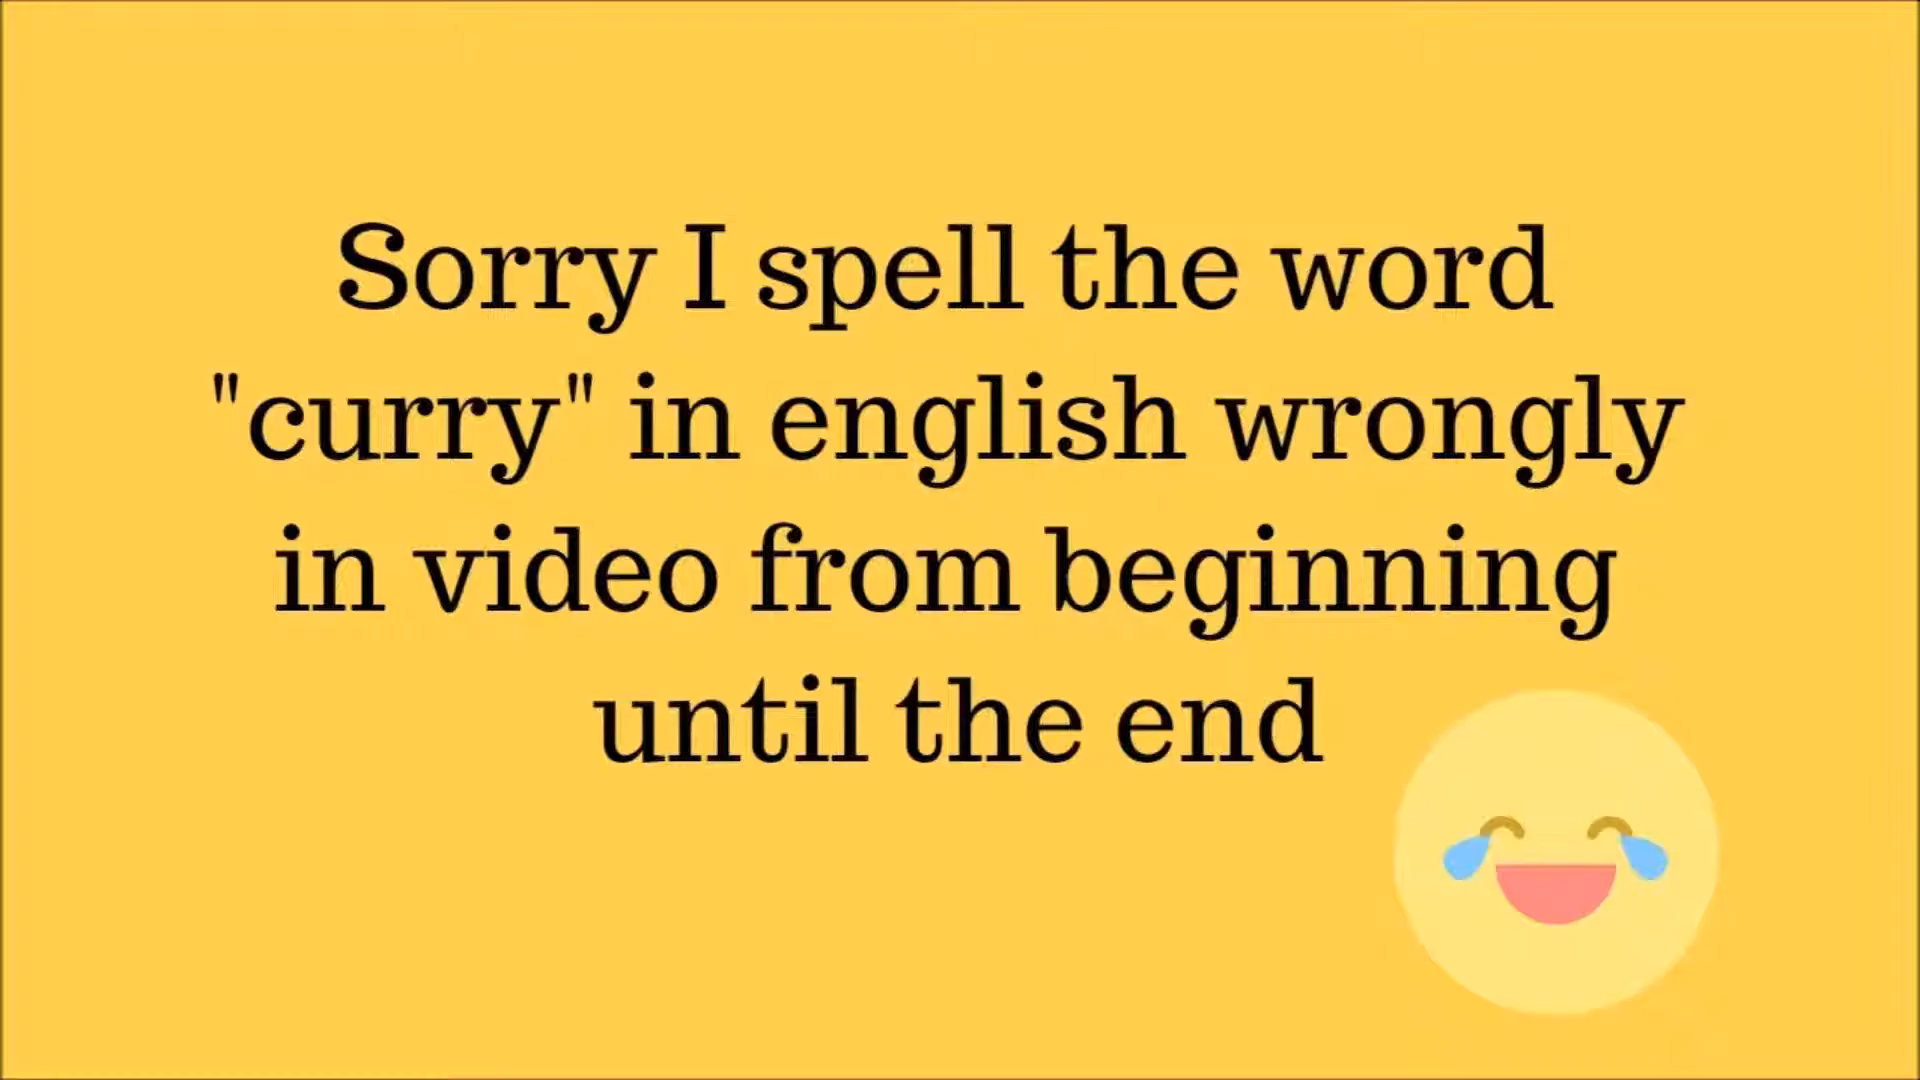 Sorry I spell the word
"curry" in english wrongly
in video from beginning
until the end